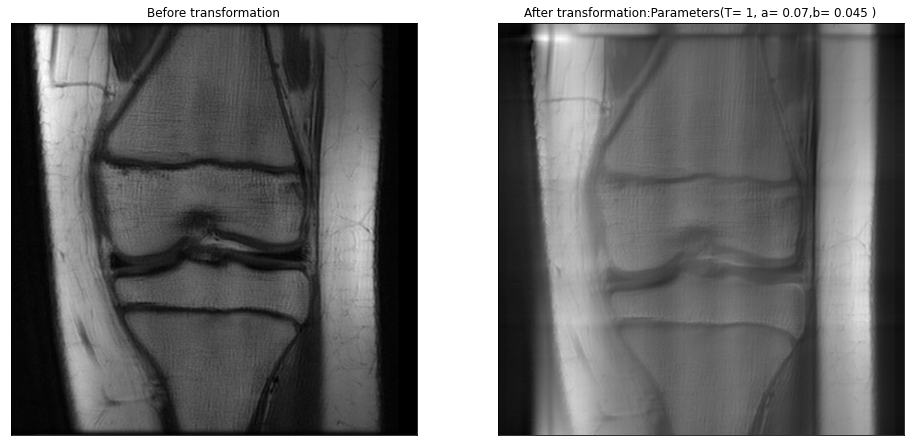 Before transformation
After transformation:Parameters(T= 1, a= 0.07,b= 0.045 )